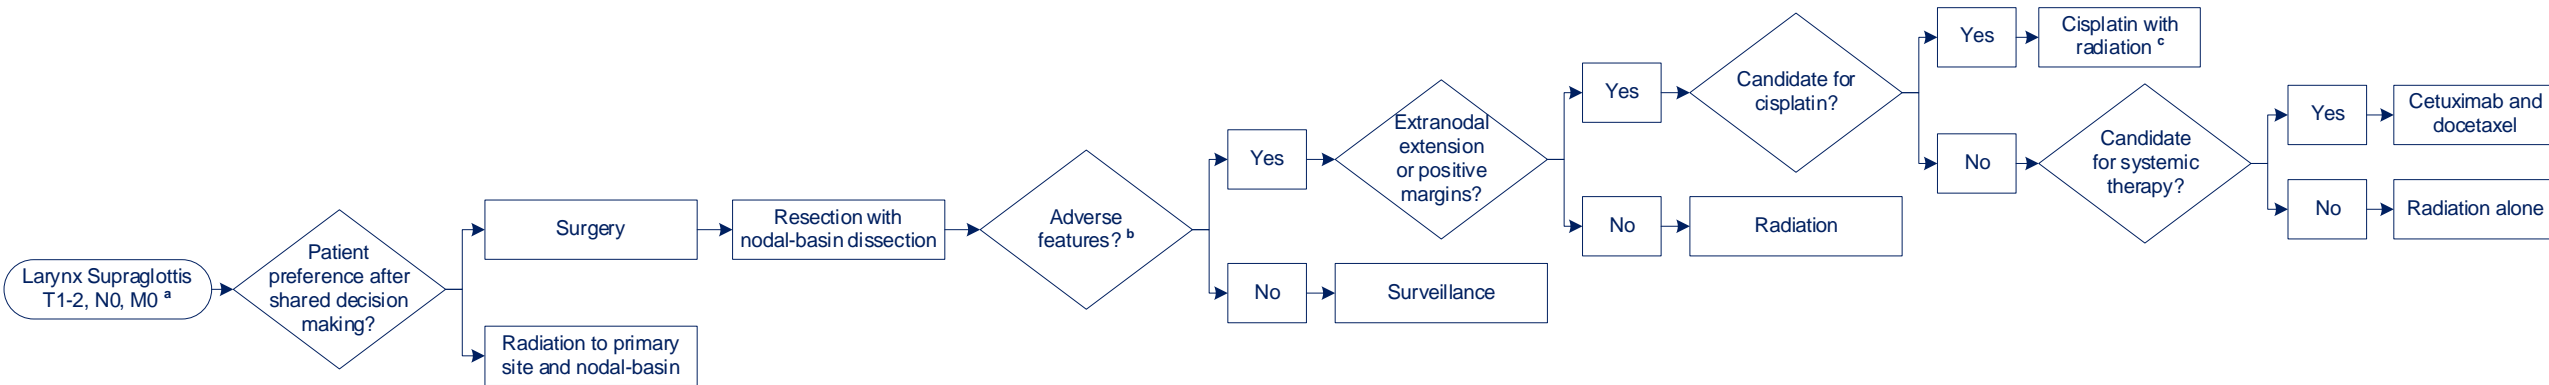 Larynx Supraglottis
T1-2, N0, M0 a
Patient
preference after
shared decision
making?
Surgery
Radiation to primary
site and nodal-basin
Resection with
nodal-basin dissection
Adverse
features? b
Yes
No
Surveillance
Extranodal
extension
or positive
margins?
Yes
No
Radiation
Candidate for
cisplatin?
Yes
Cisplatin with
radiation c
No
Candidate
for systemic
therapy?
Yes
Cetuximab and
docetaxel
No
Radiation alone